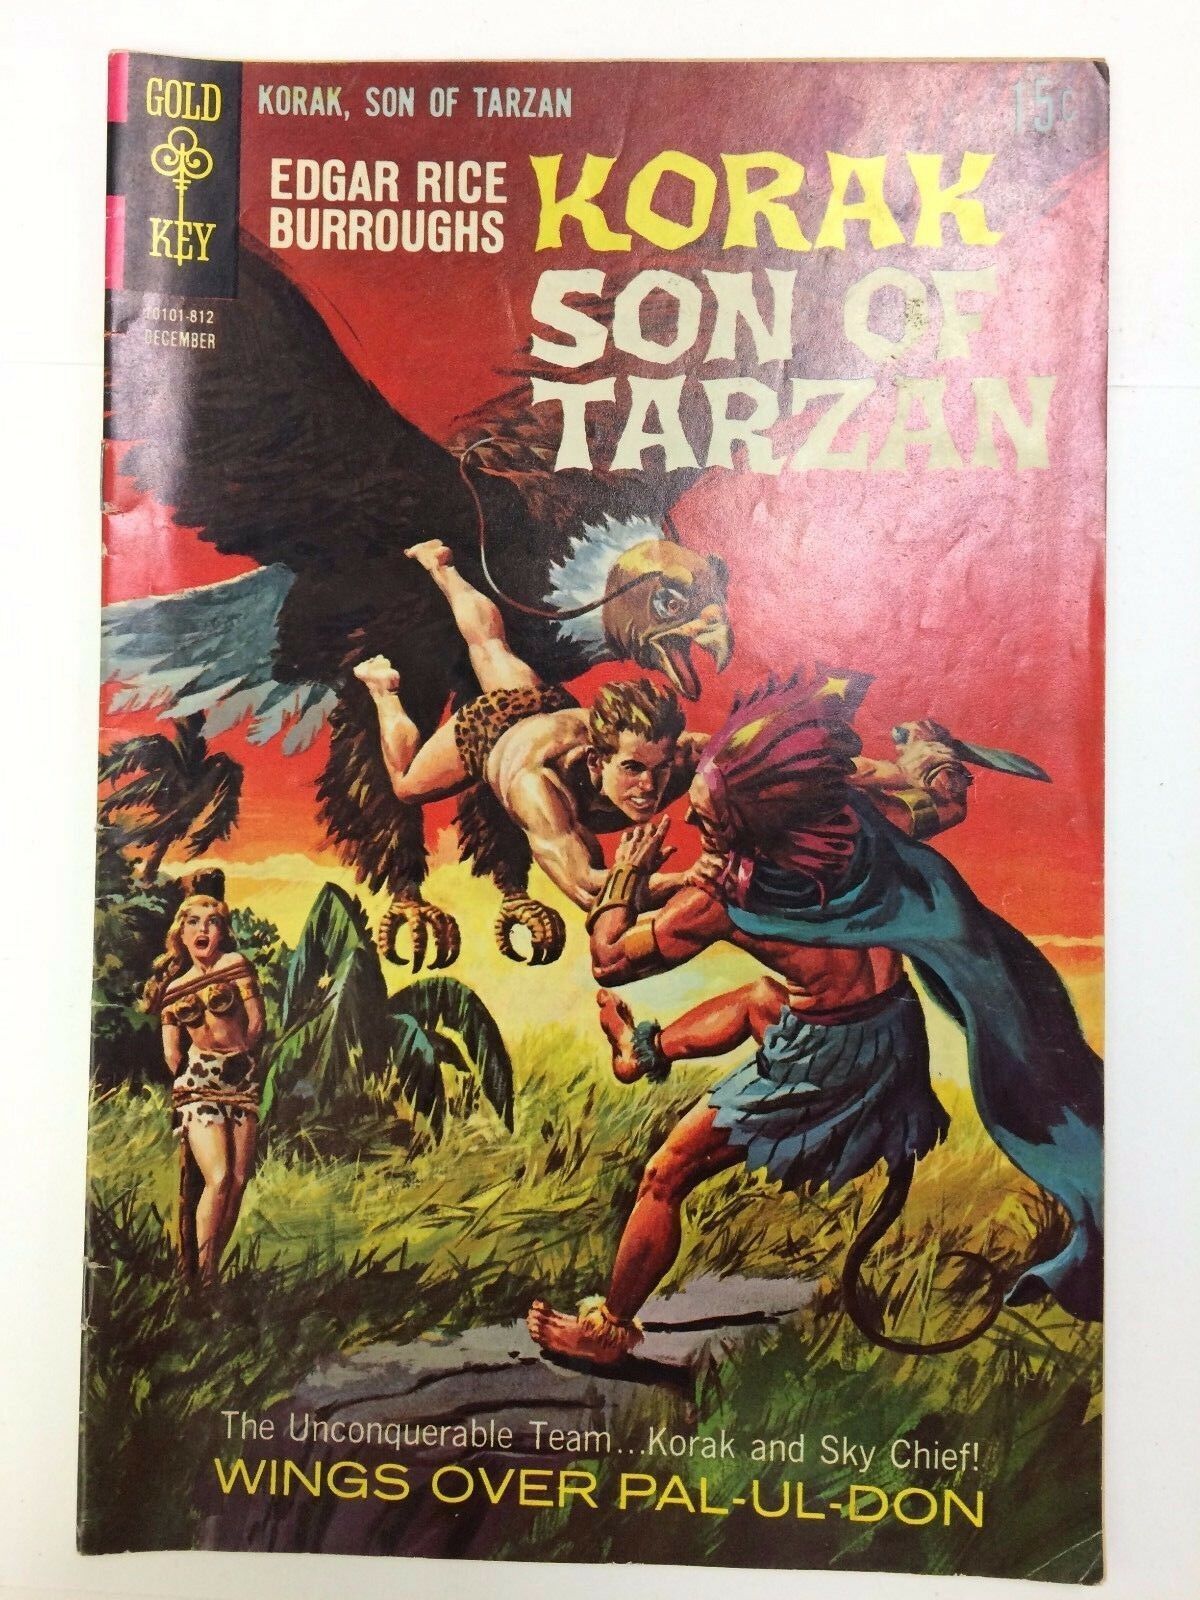 GOLD
KEY
KORAK, SON OF TARZAN
15¢
EDGAR RICE
BURROUGHS
KORAK
SON OF
TARZAN
10101-812
DECEMBER
The Unconquerable Team...Korak and Sky Chief!
WINGS OVER PAL-UL-DON